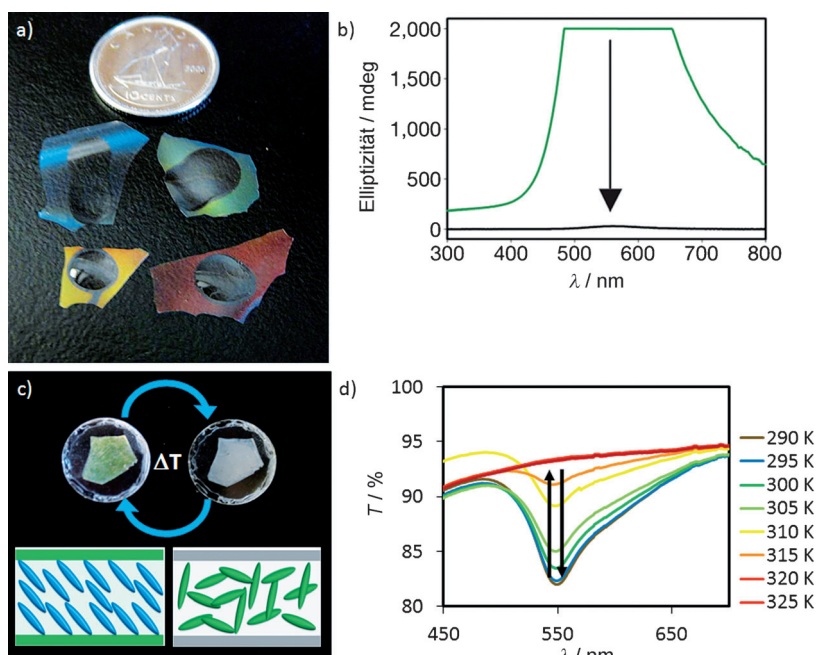 a)
CANADA
10 CENTS
b)
Elliptizität / mdeg
2,000
1,500
1,000
500
0
300 400 500 600 700 800
λ / nm
c)
ΔT
d)
T / %
100
95
90
85
80
450 550 650
λ / nm
290 K
295 K
300 K
305 K
310 K
315 K
320 K
325 K